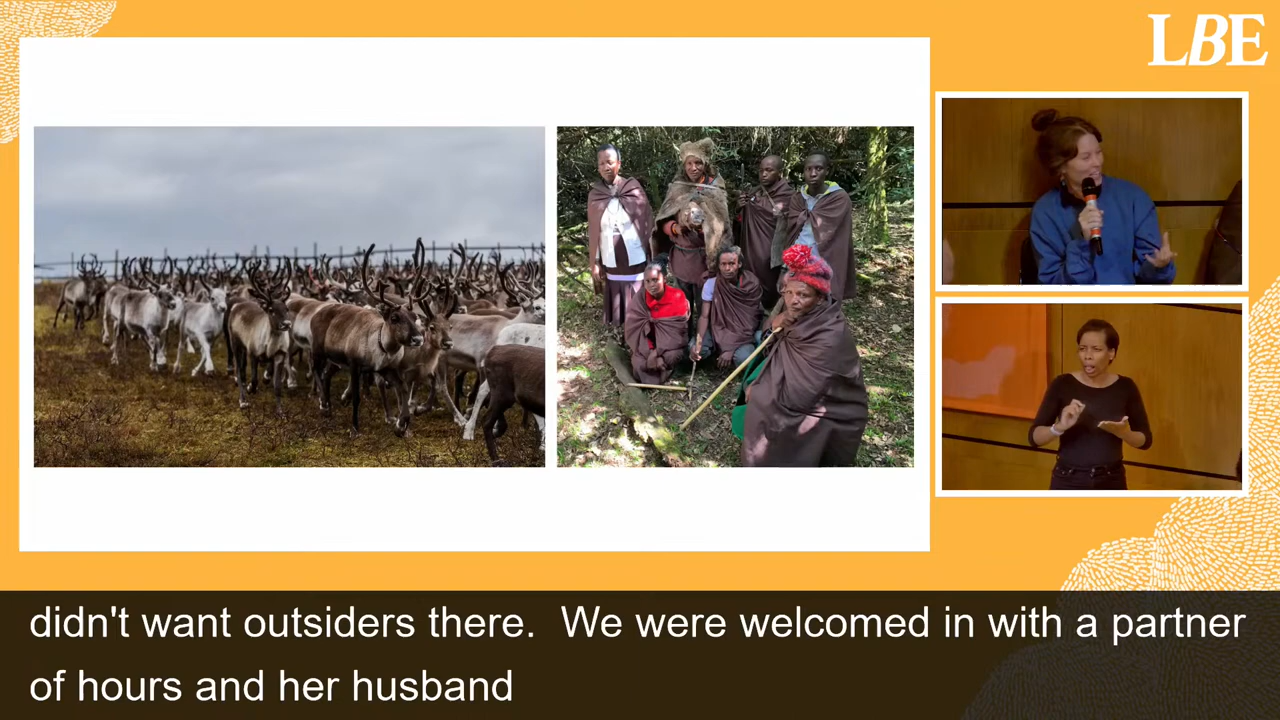 LBE
didn't want outsiders there.  We were welcomed in with a partner
of hours and her husband